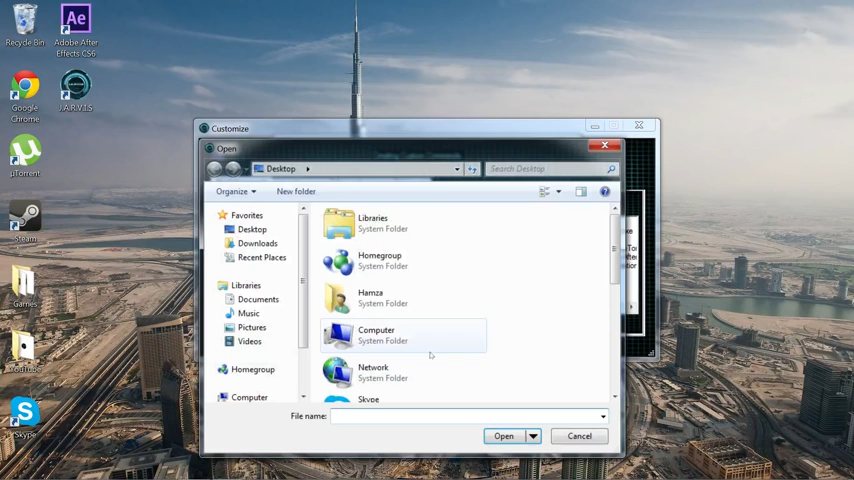 Recycle Bin
Adobe After
Effects CS6
Google
Chrome
J.A.R.V.I.S
µTorrent
Steam
Games
YouTube
Skype
Customize
Open
Desktop
Search Desktop
Organize
New folder
Favorites
Desktop
Downloads
Recent Places
Libraries
Documents
Music
Pictures
Videos
Homegroup
Computer
Libraries
System Folder
Homegroup
System Folder
Hamza
System Folder
Computer
System Folder
Network
System Folder
Skype
File name:
Open
Cancel